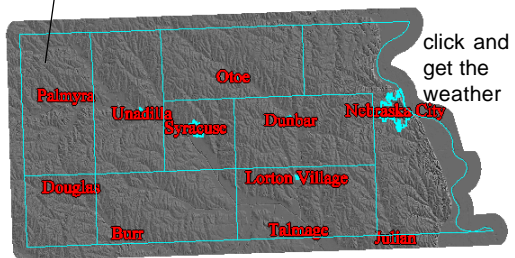 click and
get the
weather
Otoe
Palmyra
Unadilla
Nebraska City
Syracuse
Dunbar
Douglas
Lorton Village
Burr
Talmage
Julian